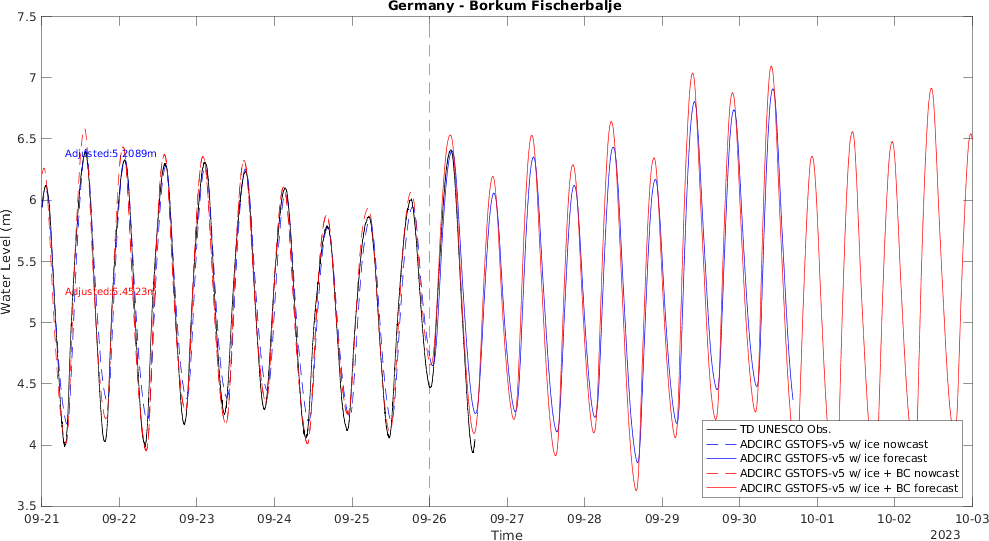 Germany - Borkum Fischerbalje
7.5
7
6.5
6
5.5
5
4.5
4
3.5
Water Level (m)
Adjusted:5.2089m
TD UNESCO Obs.
ADCIRC GSTOFS-v5 w/ ice nowcast
ADCIRC GSTOFS-v5 w/ ice forecast
ADCIRC GSTOFS-v5 w/ ice + BC nowcast
ADCIRC GSTOFS-v5 w/ ice + BC forecast
09-21 09-22 09-23 09-24 09-25 09-26 09-27 09-28 09-29 09-30 10-01 10-02 10-03
Time
2023